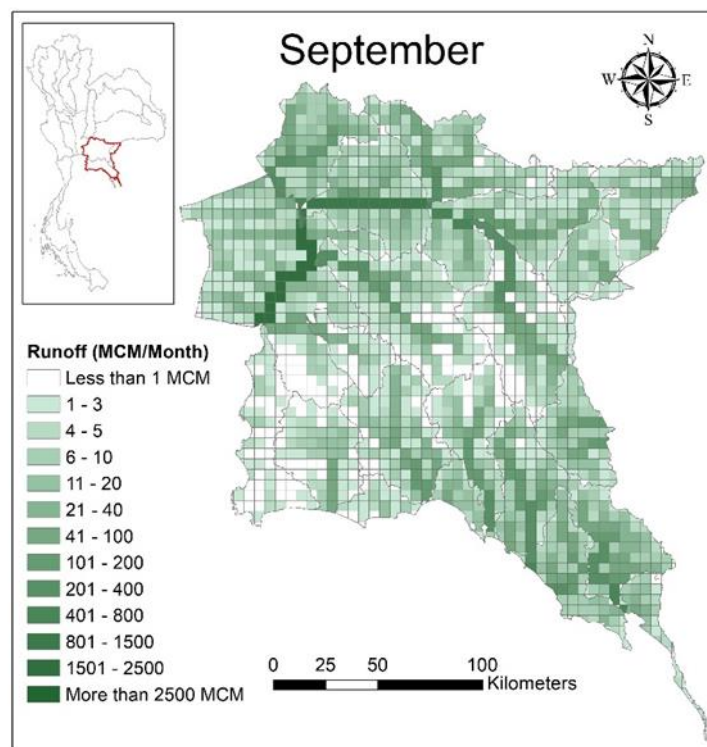 September
N
W E
S
Runoff (MCM/Month)
Less than 1 MCM
1 - 3
4 - 5
6 - 10
11 - 20
21 - 40
41 - 100
101 - 200
201 - 400
401 - 800
801 - 1500
1501 - 2500
More than 2500 MCM
0 25 50 100
Kilometers